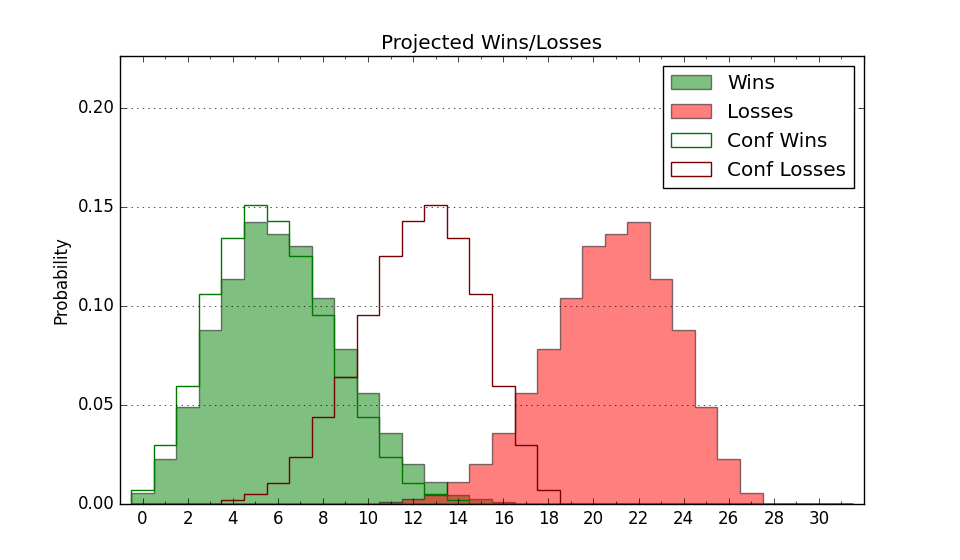 Projected Wins/Losses
Wins
Losses
Conf Wins
Conf Losses
Probability
0.20
0.15
0.10
0.05
0.00
0 2 4 6 8 10 12 14 16 18 20 22 24 26 28 30